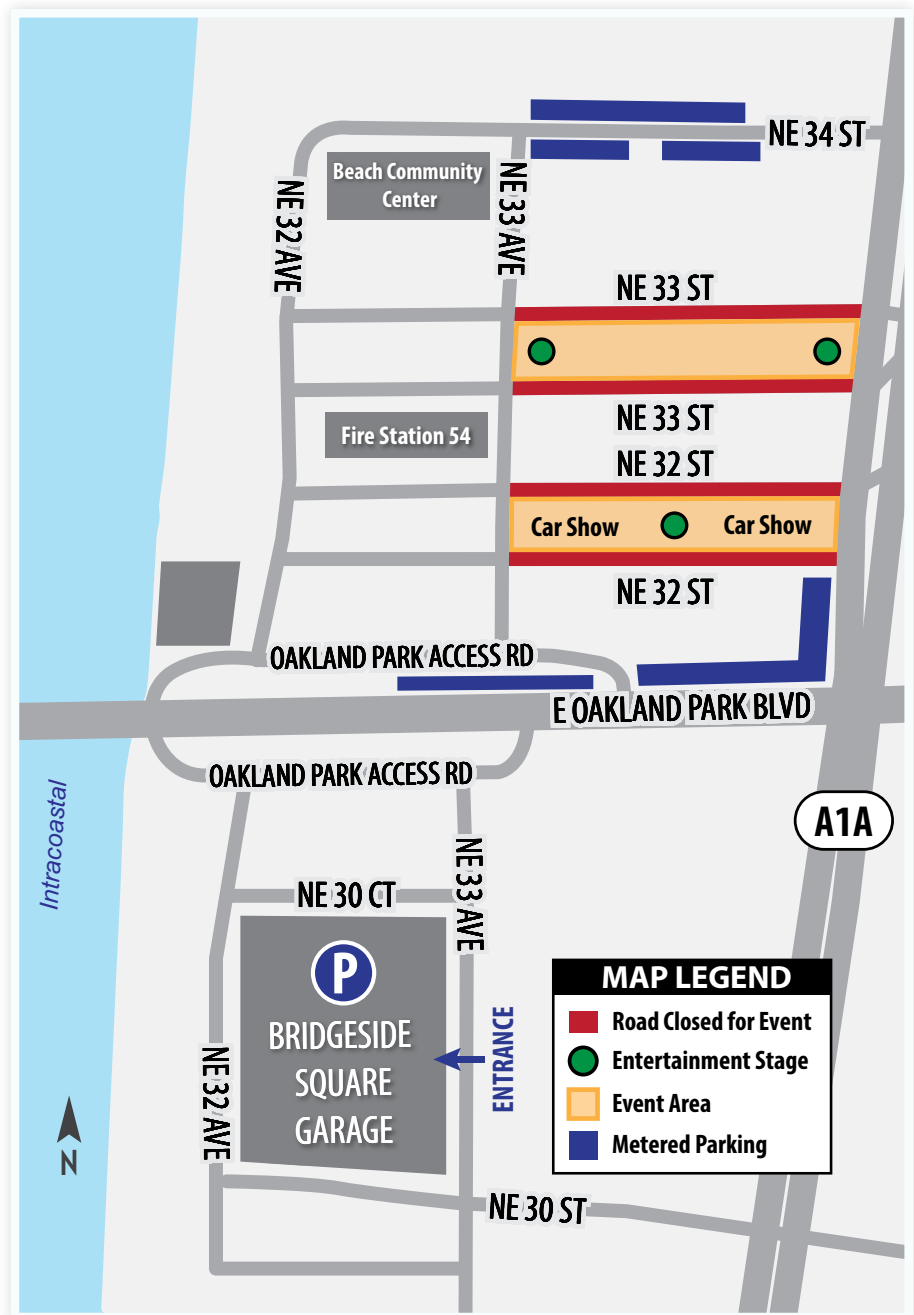 NE 34 ST
Beach Community
Center
NE 32 AVE
NE 33 AVE
NE 33 ST
NE 33 ST
Fire Station 54
NE 32 ST
Car Show
Car Show
NE 32 ST
OAKLAND PARK ACCESS RD
E OAKLAND PARK BLVD
OAKLAND PARK ACCESS RD
Intracoastal
A1A
NE 33 AVE
NE 30 CT
P
BRIDGESIDE
SQUARE
GARAGE
ENTRANCE
NE 32 AVE
N
NE 30 ST
MAP LEGEND
Road Closed for Event
Entertainment Stage
Event Area
Metered Parking